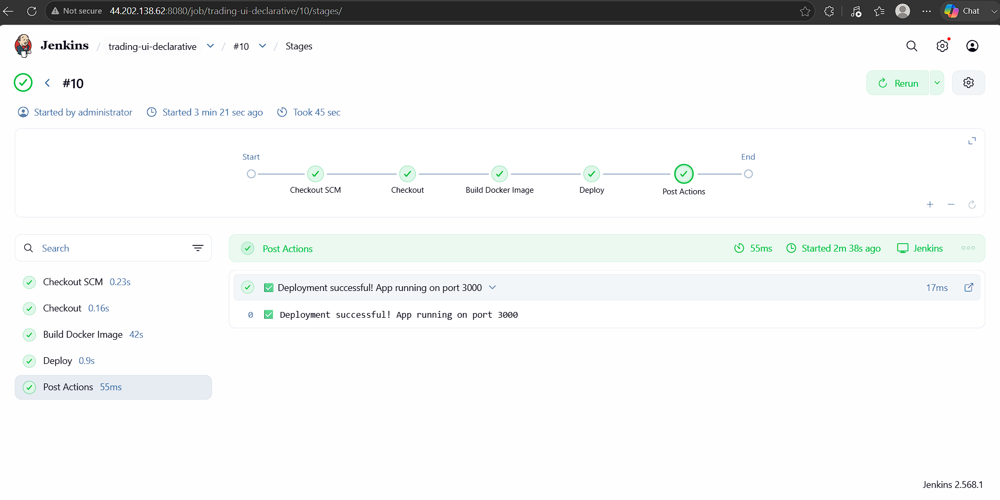 Not secure 44.202.138.62:8080/job/trading-ui-declarative/10/stages/ Chat
Jenkins / trading-ui-declarative / #10 / Stages
#10 Rerun
Started by administrator Started 3 min 21 sec ago Took 45 sec
Start End
Checkout SCM Checkout Build Docker Image Deploy Post Actions
Search
Checkout SCM 0.23s
Checkout 0.16s
Build Docker Image 42s
Deploy 0.9s
Post Actions 55ms
Post Actions 55ms Started 2m 38s ago Jenkins
✅ Deployment successful! App running on port 3000 17ms
0 ✅ Deployment successful! App running on port 3000
Jenkins 2.568.1